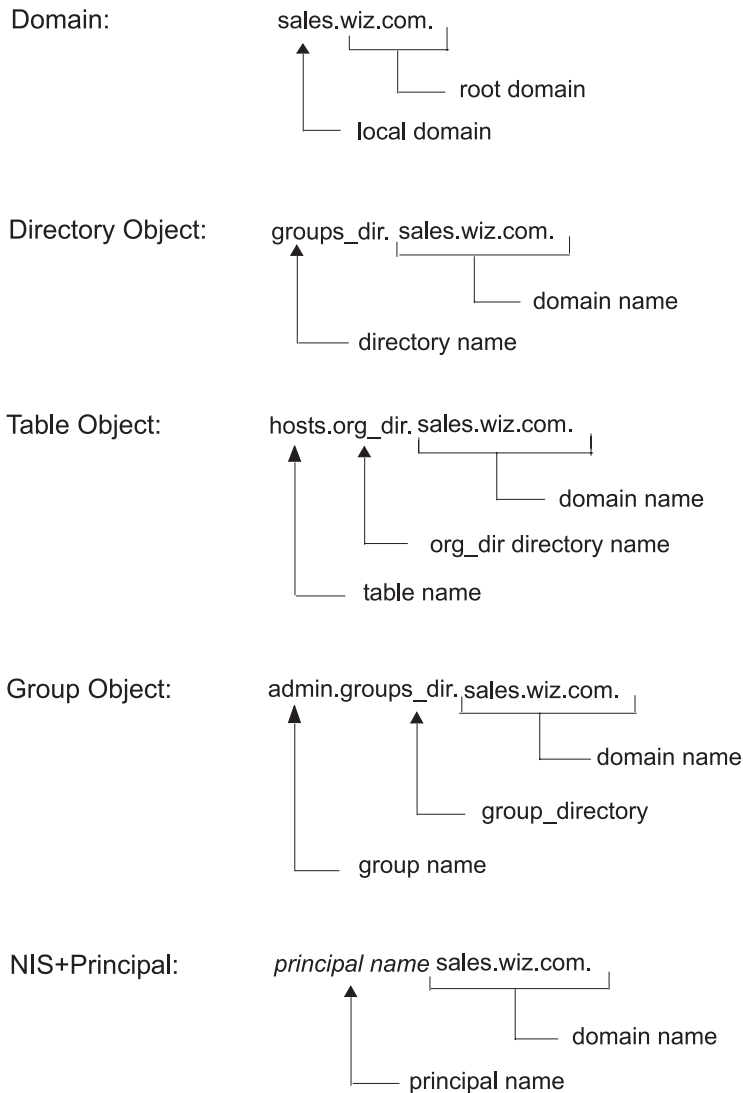 Domain: sales.wiz.com.
root domain
local domain
Directory Object: groups_dir. sales.wiz.com.
domain name
directory name
Table Object: hosts.org_dir. sales.wiz.com.
domain name
org_dir directory name
table name
Group Object: admin.groups_dir. sales.wiz.com.
domain name
group_directory
group name
NIS+Principal: principal name sales.wiz.com.
domain name
principal name